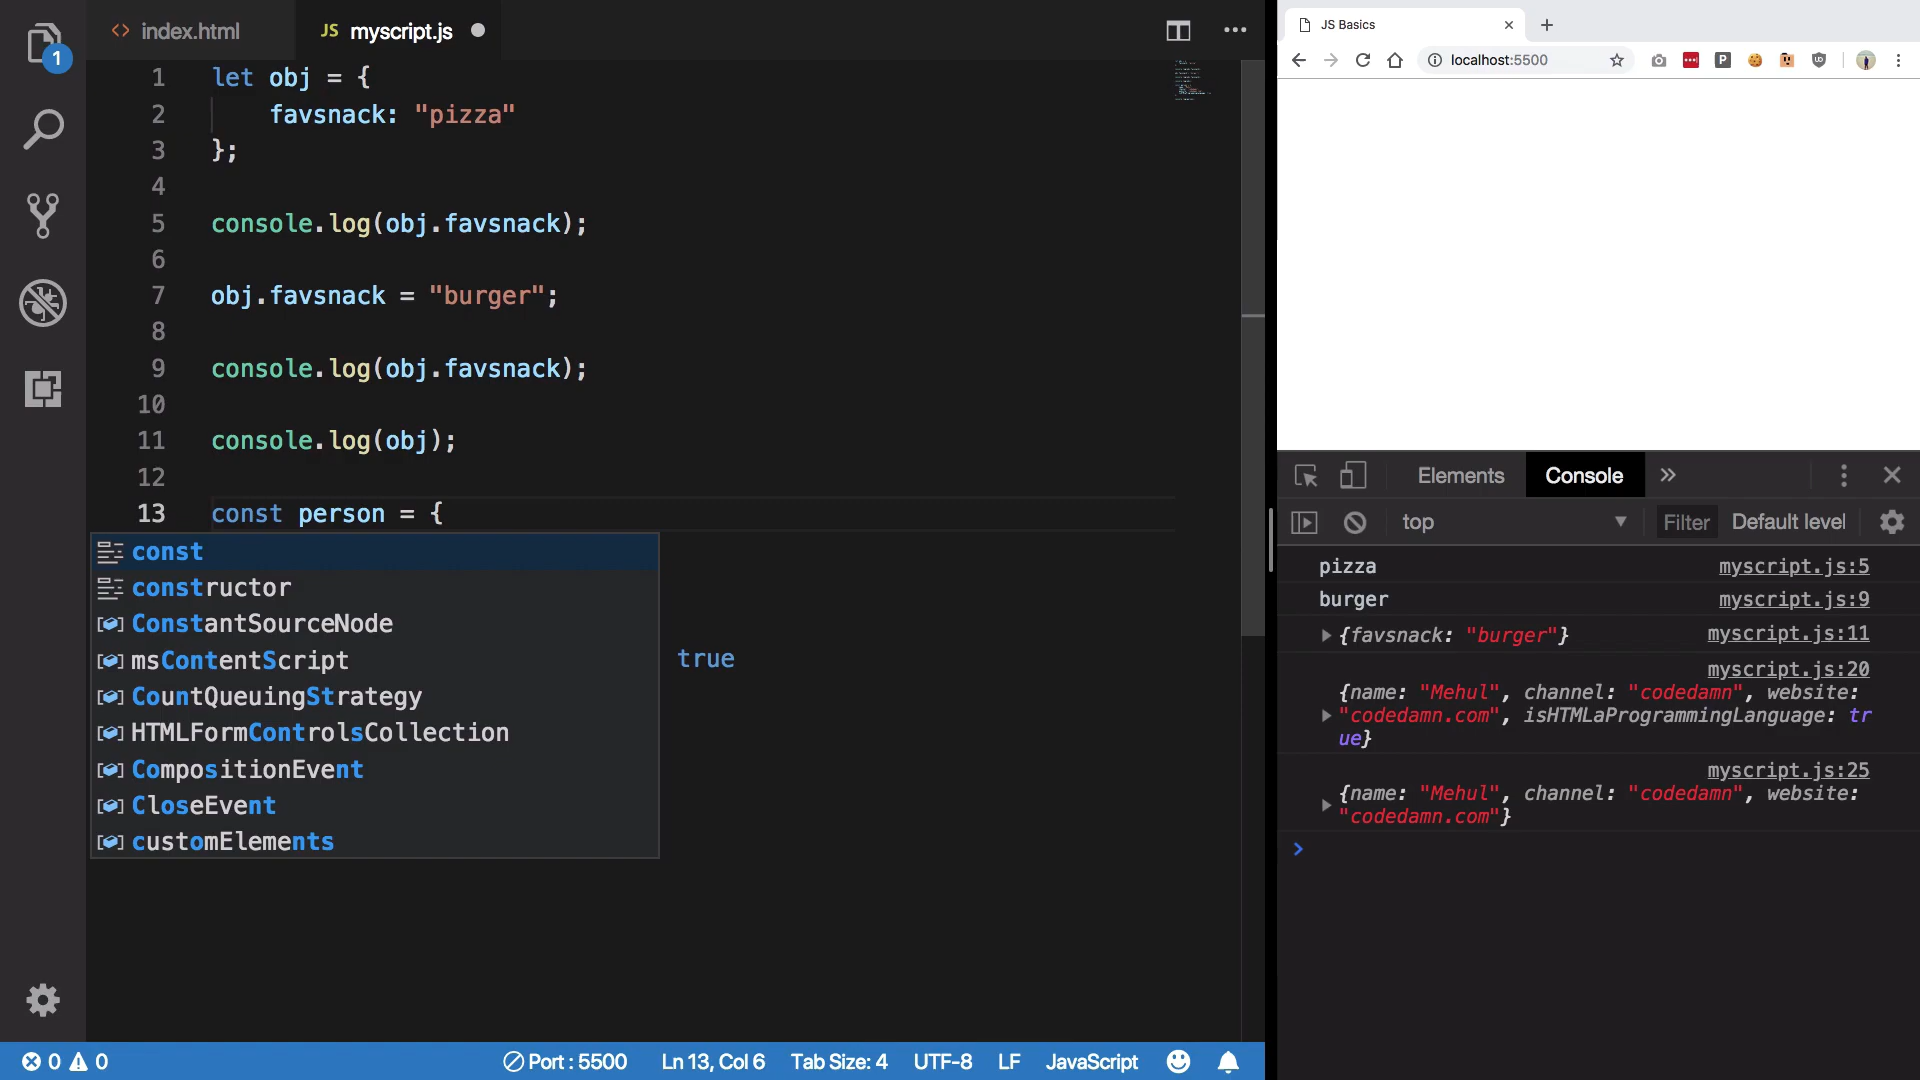 1
index.html
JS myscript.js
1 let obj = {
2 favsnack: "pizza"
3 };
4
5 console.log(obj.favsnack);
6
7 obj.favsnack = "burger";
8
9 console.log(obj.favsnack);
10
11 console.log(obj);
12
13 const person = {
const
constructor
ConstantSourceNode
msContentScript
true
CountQueuingStrategy
HTMLFormControlsCollection
CompositionEvent
CloseEvent
customElements
0 0 Port : 5500 Ln 13, Col 6 Tab Size: 4 UTF-8 LF JavaScript
JS Basics
localhost:5500
Elements Console
top Filter Default level
pizza myscript.js:5
burger myscript.js:9
{favsnack: "burger"} myscript.js:11
myscript.js:20
{name: "Mehul", channel: "codedamn", website:
"codedamn.com", isHTMLaProgrammingLanguage: tr
ue}
myscript.js:25
{name: "Mehul", channel: "codedamn", website:
"codedamn.com"}